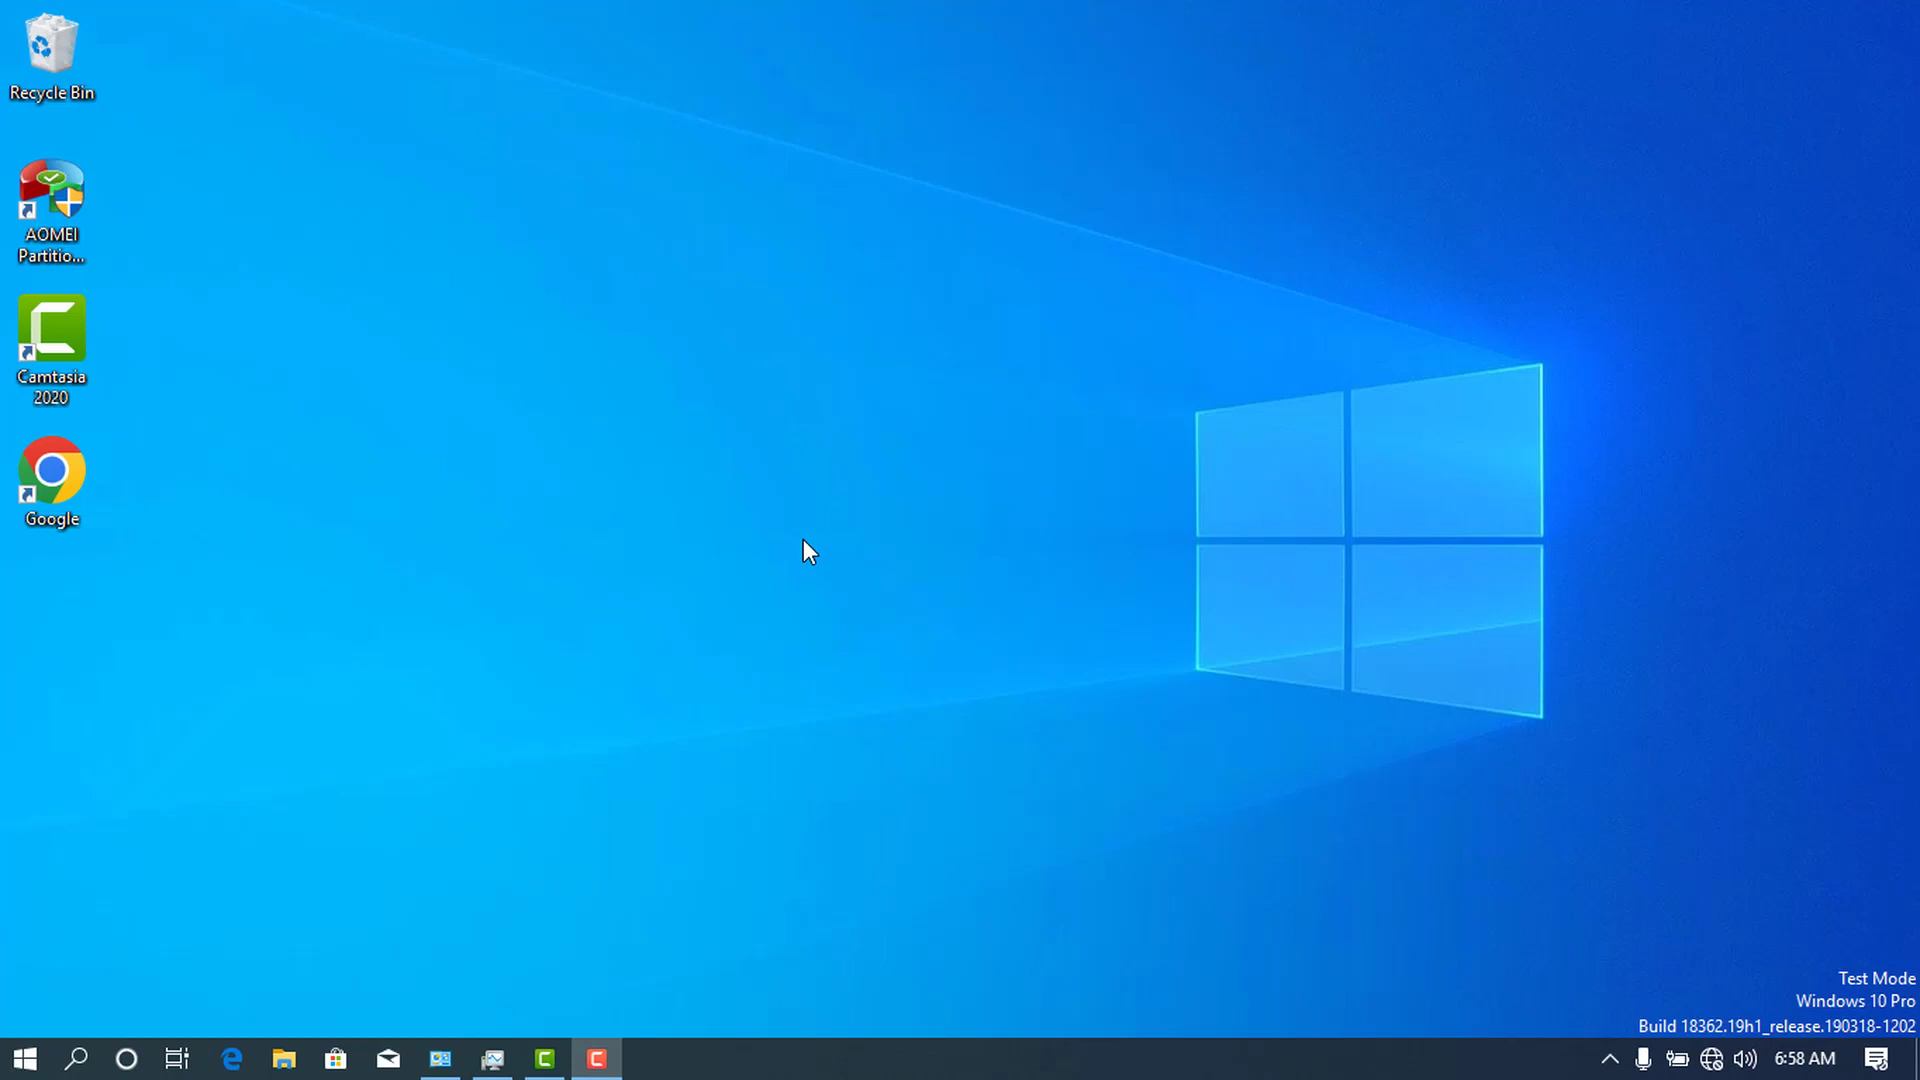 Recycle Bin
AOMEI
Partitio...
Camtasia
2020
Google
Test Mode
Windows 10 Pro
Build 18362.19h1_release.190318-1202
6:58 AM